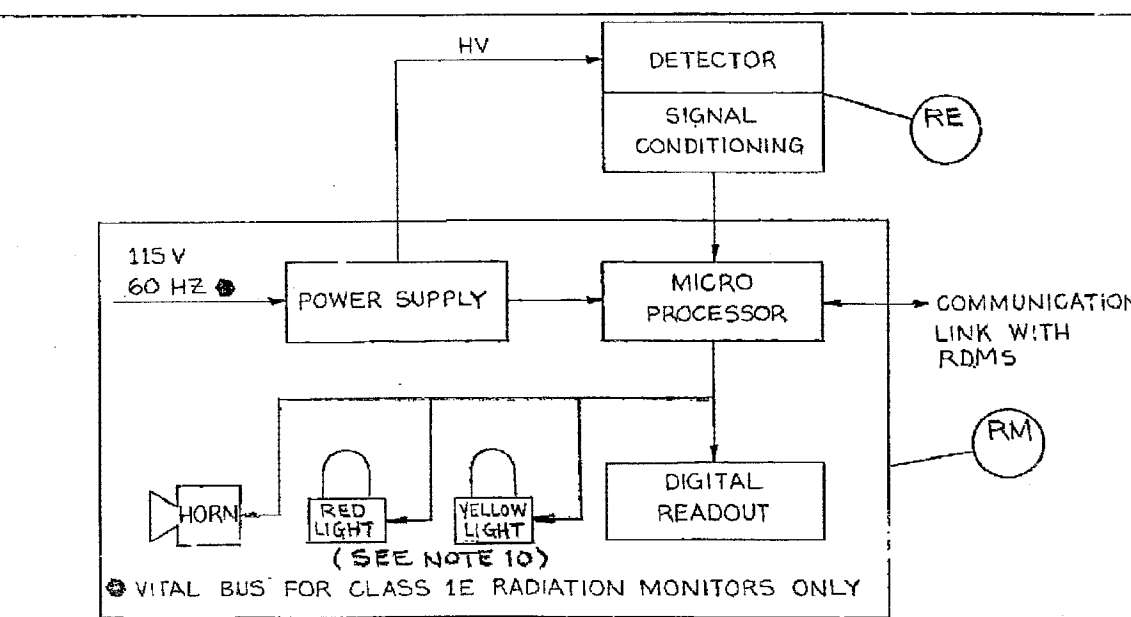 HV
DETECTOR
SIGNAL
CONDITIONING
RE
115 V
60 HZ
POWER SUPPLY
MICRO
PROCESSOR
COMMUNICATION
LINK WITH
RDMS
RM
HORN
RED
LIGHT
YELLOW
LIGHT
DIGITAL
READOUT
(SEE NOTE 10)
VITAL BUS FOR CLASS 1E RADIATION MONITORS ONLY